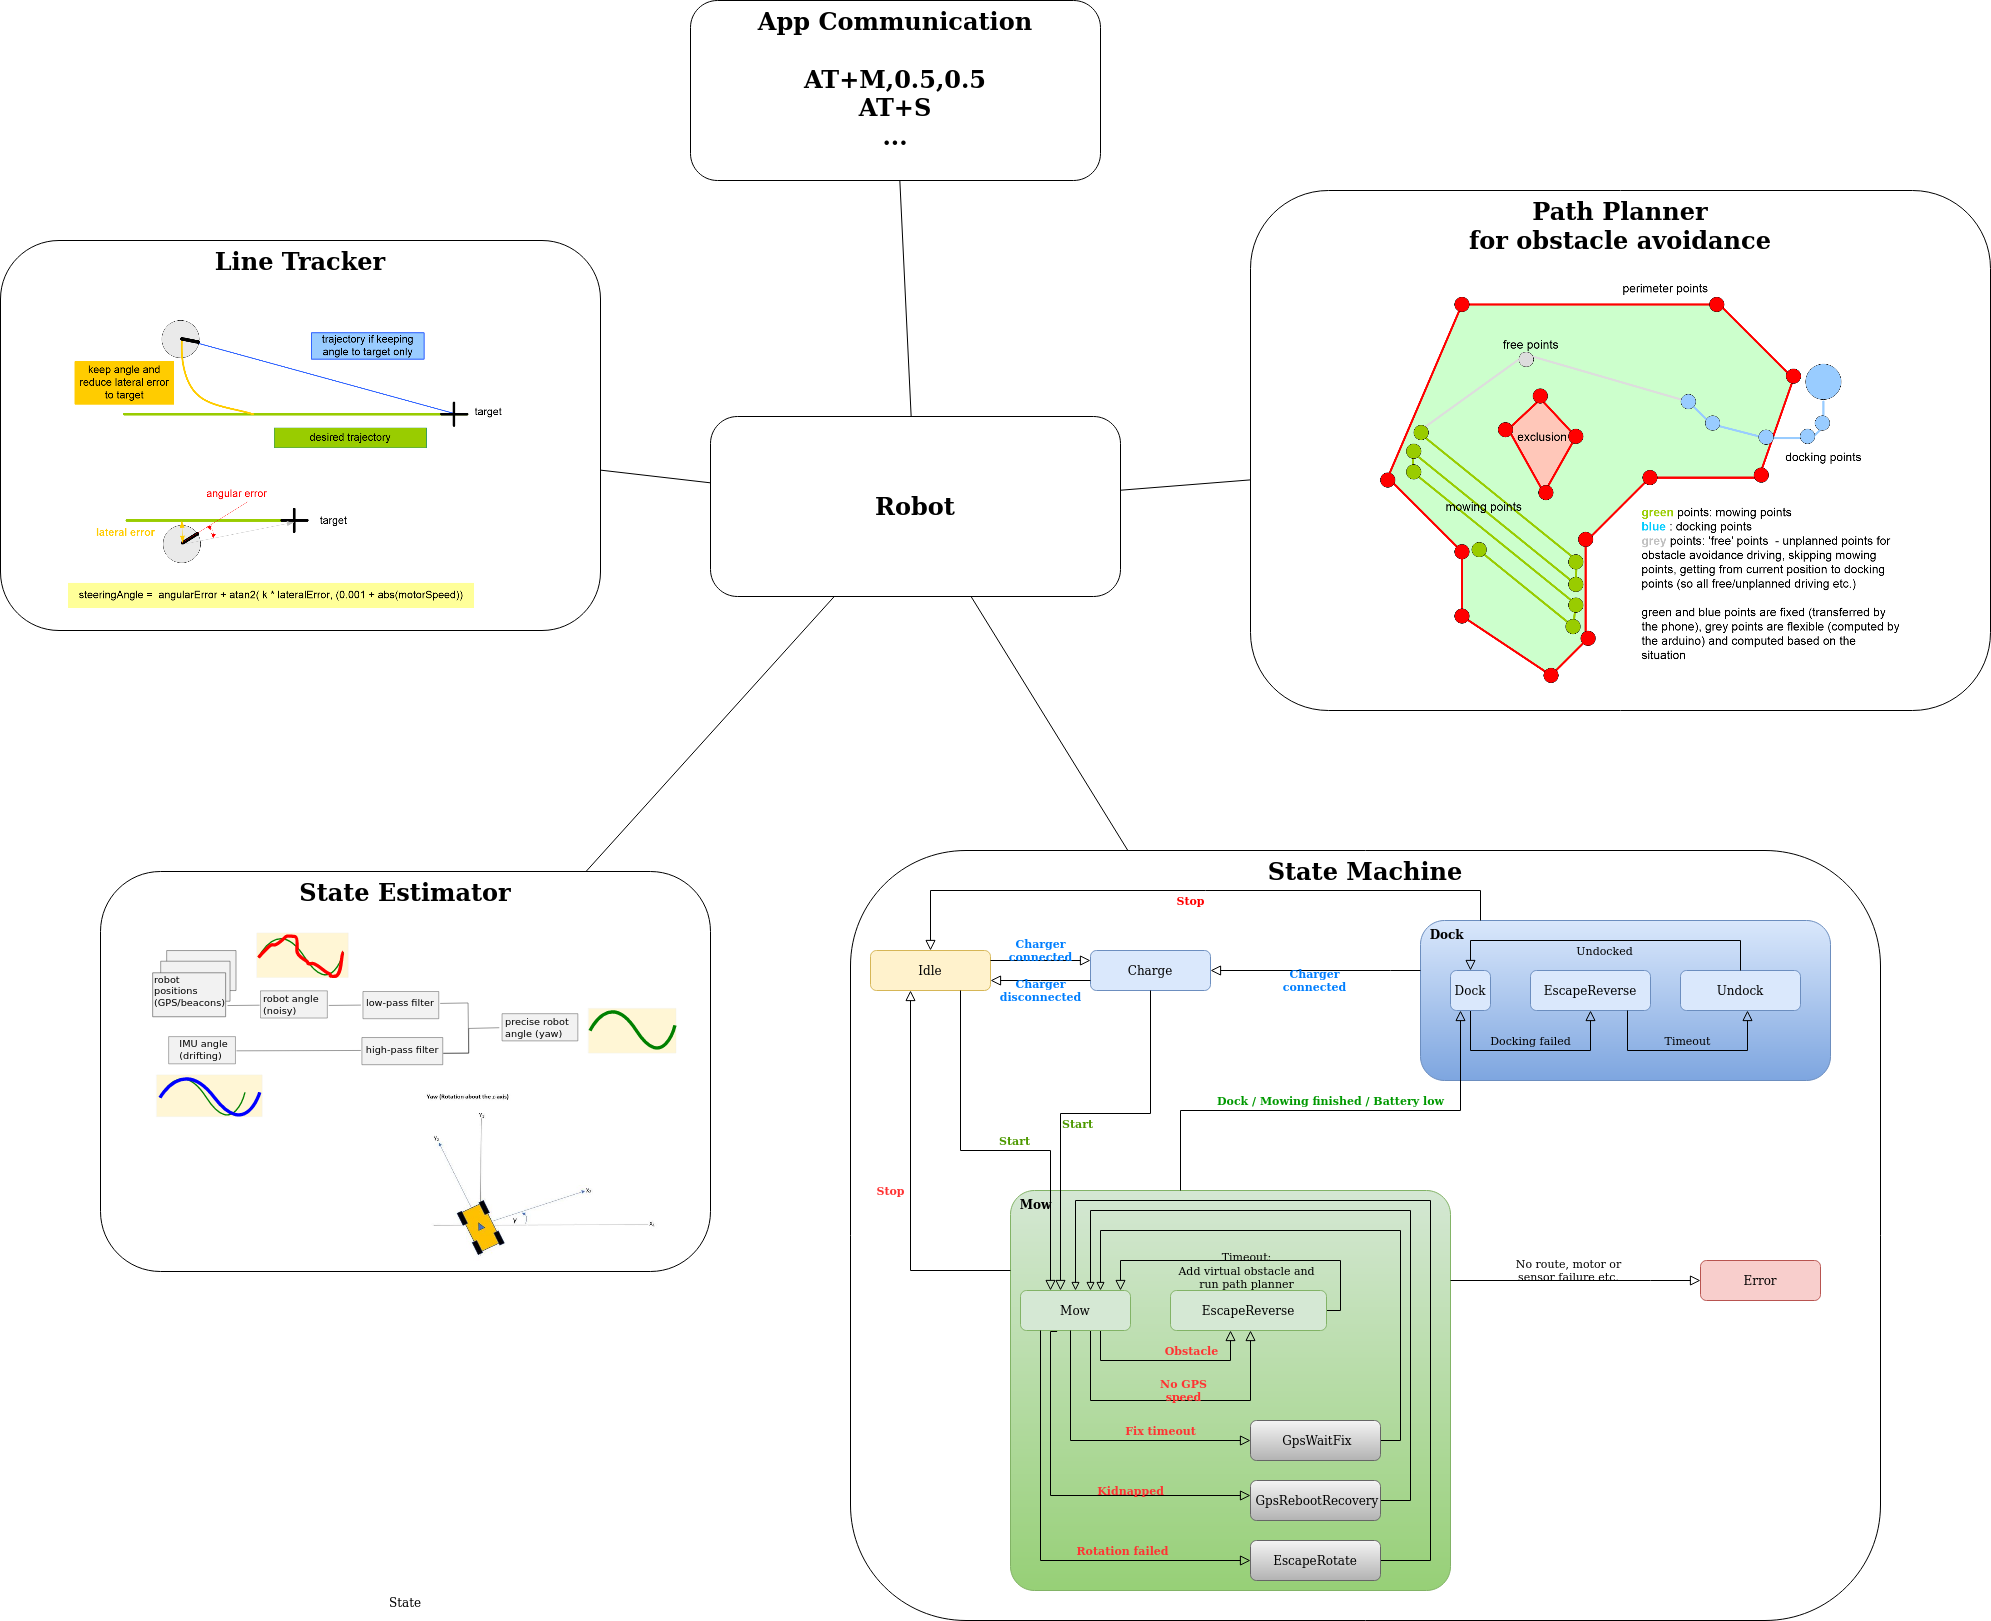 App Communication
AT+M,0.5,0.5
AT+S
...
Line Tracker
trajectory if keeping
angle to target only
keep angle and
reduce lateral error
to target
target
desired trajectory
angular error
lateral error
target
steeringAngle =  angularError + atan2( k * lateralError, (0.001 + abs(motorSpeed))
Robot
Path Planner
for obstacle avoidance
perimeter points
free points
exclusion
docking points
mowing points
green points: mowing points
blue : docking points
grey points: 'free' points  - unplanned points for
obstacle avoidance driving, skipping mowing
points, getting from current position to docking
points (so all free/unplanned driving etc.)
green and blue points are fixed (transferred by
the phone), grey points are flexible (computed by
the arduino) and computed based on the
situation
State Estimator
robot
positions
(GPS/beacons)
robot angle
(noisy)
low-pass filter
precise robot
angle (yaw)
IMU angle
(drifting)
high-pass filter
Yaw (Rotation about the z-axis)
State
State Machine
Stop
Idle
Charger
connected
Charger
disconnected
Charge
Charger
connected
Dock
Undocked
Dock
EscapeReverse
Undock
Docking failed
Timeout
Dock / Mowing finished / Battery low
Start
Start
Stop
Mow
Timeout:
Add virtual obstacle and
run path planner
Mow
EscapeReverse
Obstacle
No GPS
speed
Fix timeout
GpsWaitFix
Kidnapped
GpsRebootRecovery
Rotation failed
EscapeRotate
No route, motor or
sensor failure etc.
Error